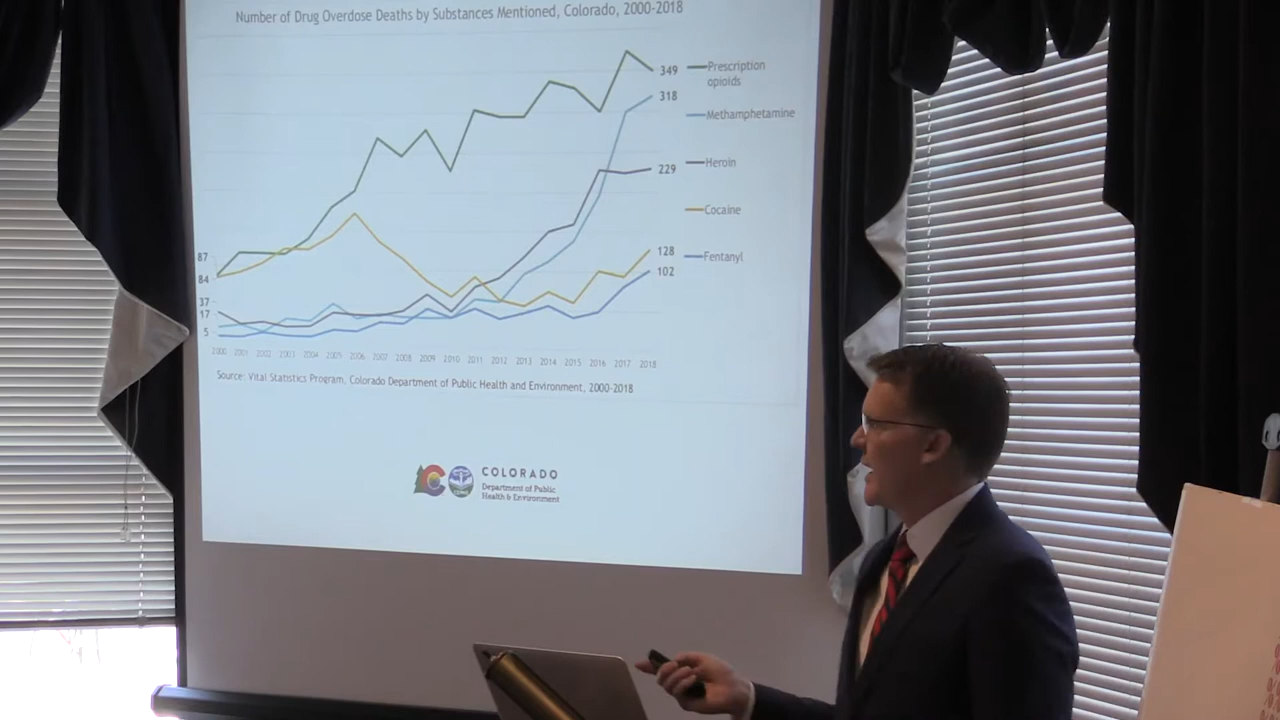 Number of Drug Overdose Deaths by Substances Mentioned, Colorado, 2000-2018
349
Prescription
opioids
318
Methamphetamine
229
Heroin
Cocaine
128
Fentanyl
102
87
84
37
17
5
2000 2001 2002 2003 2004 2005 2006 2007 2008 2009 2010 2011 2012 2013 2014 2015 2016 2017 2018
Source: Vital Statistics Program, Colorado Department of Public Health and Environment, 2000-2018
COLORADO
Department of Public
Health & Environment